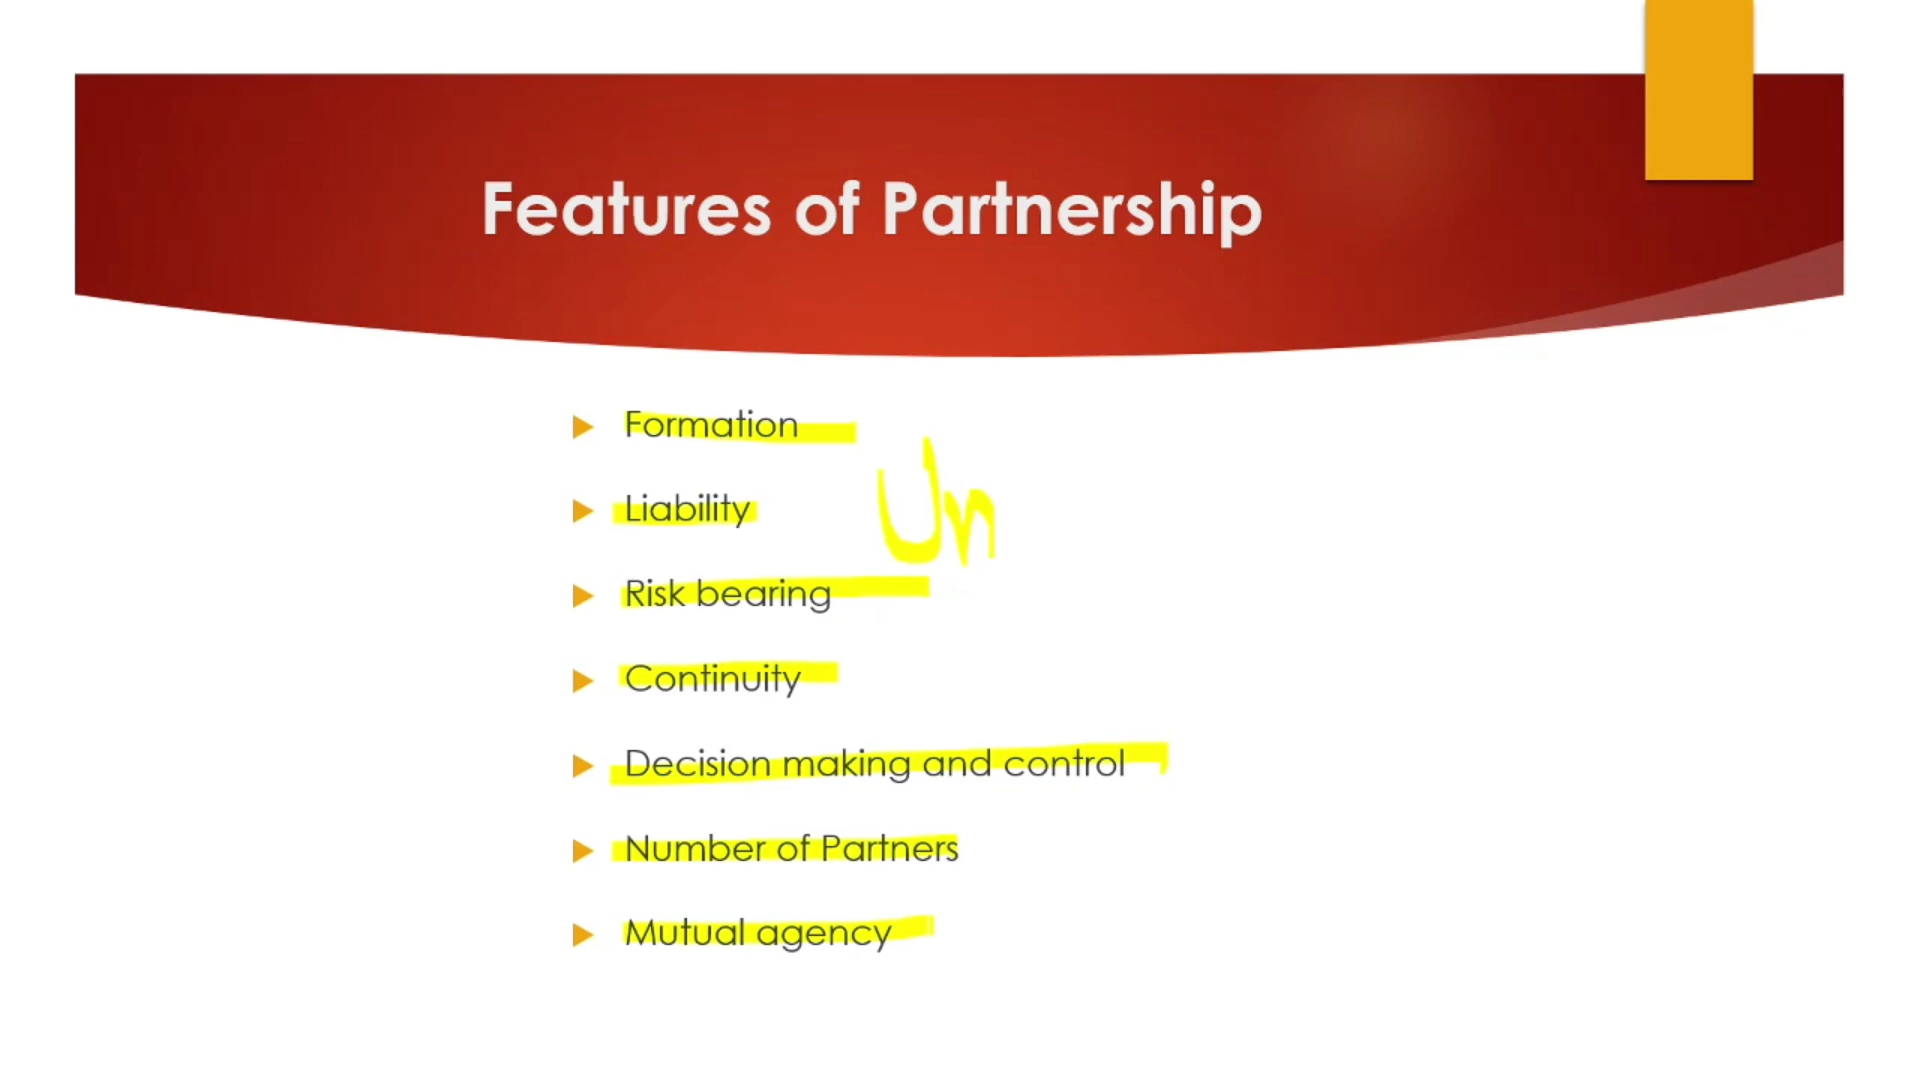 Features of Partnership
Formation
Liability
Un
Risk bearing
Continuity
Decision making and control
Number of Partners
Mutual agency